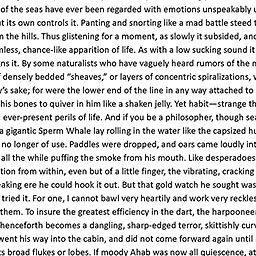 of the seas have ever been regarded with emotions unspeakably u
ut its own controls it. Panting and snorting like a mad battle steed t
n the hills. Thus glistening for a moment, as slowly it subsided, and
nless, chance-like apparition of life. As with a low sucking sound it
ns it. By some naturalists who have vaguely heard rumors of the m
f densely bedded “sheaves,” or layers of concentric spiralizations, v
y’s sake; for were the lower end of the line in any way attached to
his bones to quiver in him like a shaken jelly. Yet habit—strange th
ever-present perils of life. And if you be a philosopher, though sea
a gigantic Sperm Whale lay rolling in the water like the capsized hu
no longer of use. Paddles were dropped, and oars came loudly int
all the while puffing the smoke from his mouth. Like desperadoes
tion from within, even but of a little finger, the vibrating, cracking
eaking ere he could hook it out. But that gold watch he sought was
tried it. For one, I cannot bawl very heartily and work very reckles
them. To insure the greatest efficiency in the dart, the harpooneer
henceforth becomes a dangling, sharp-edged terror, skittishly curv
went his way into the cabin, and did not come forward again until a
ts broad flukes or lobes. If moody Ahab was now all quiescence, at